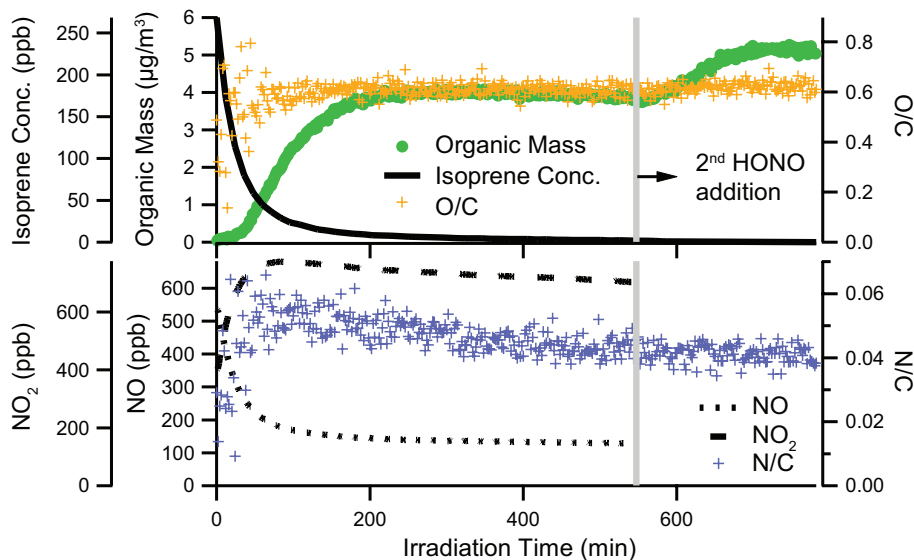 Isoprene Conc. (ppb)
250
200
150
100
50
0
Organic Mass (μg/m³)
6
5
4
3
2
1
0
Organic Mass
Isoprene Conc.
O/C
2ⁿᵈ HONO
addition
0.8
0.6
0.4
0.2
0.0
O/C
NO₂ (ppb)
600
400
200
0
NO (ppb)
600
500
400
300
200
100
0
NO
NO₂
N/C
0.06
0.04
0.02
0.00
N/C
0
200
400
600
Irradiation Time (min)